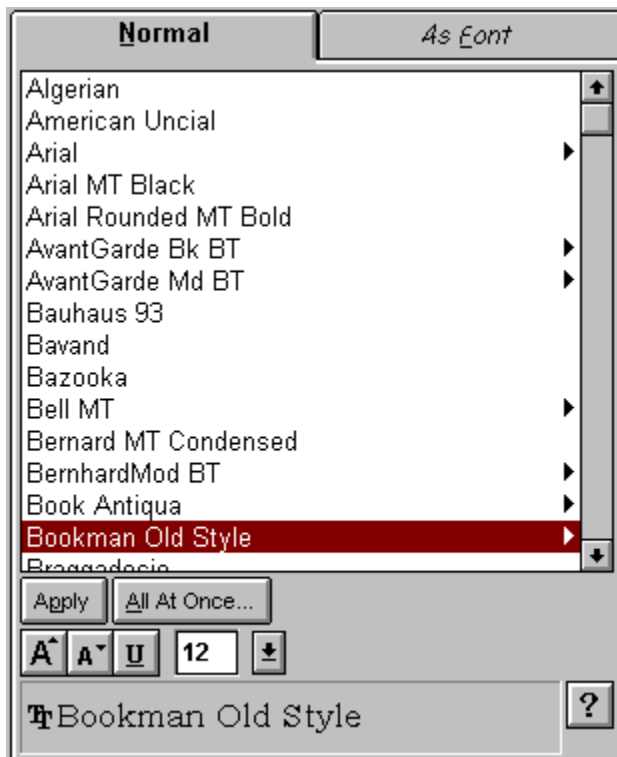 Normal
As Font
Algerian
American Uncial
Arial
Arial MT Black
Arial Rounded MT Bold
AvantGarde Bk BT
AvantGarde Md BT
Bauhaus 93
Bavand
Bazooka
Bell MT
Bernard MT Condensed
BernhardMod BT
Book Antiqua
Bookman Old Style
Braggadocio
Apply All At Once...
A A U 12
Bookman Old Style ?